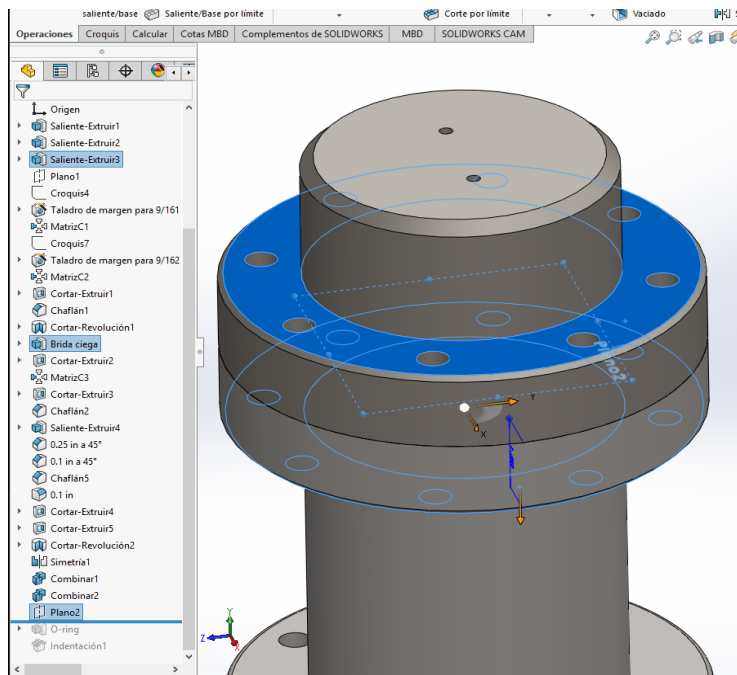 saliente/base
Saliente/Base por límite
Corte por límite
Vaciado
S
Operaciones
Croquis
Calcular
Cotas MBD
Complementos de SOLIDWORKS
MBD
SOLIDWORKS CAM
Origen
Saliente-Extruir1
Saliente-Extruir2
Saliente-Extruir3
Plano1
Croquis4
Taladro de margen para 9/161
MatrizC1
Croquis7
Taladro de margen para 9/162
MatrizC2
Cortar-Extruir1
Chaflán1
Cortar-Revolución1
Brida ciega
Cortar-Extruir2
MatrizC3
Cortar-Extruir3
Chaflán2
Saliente-Extruir4
0.25 in a 45°
0.1 in a 45°
Chaflán5
0.1 in
Cortar-Extruir4
Cortar-Extruir5
Cortar-Revolución2
Simetría1
Combinar1
Combinar2
Plano2
O-ring
Indentación1
Plano2
Y
X
Y
Z
X